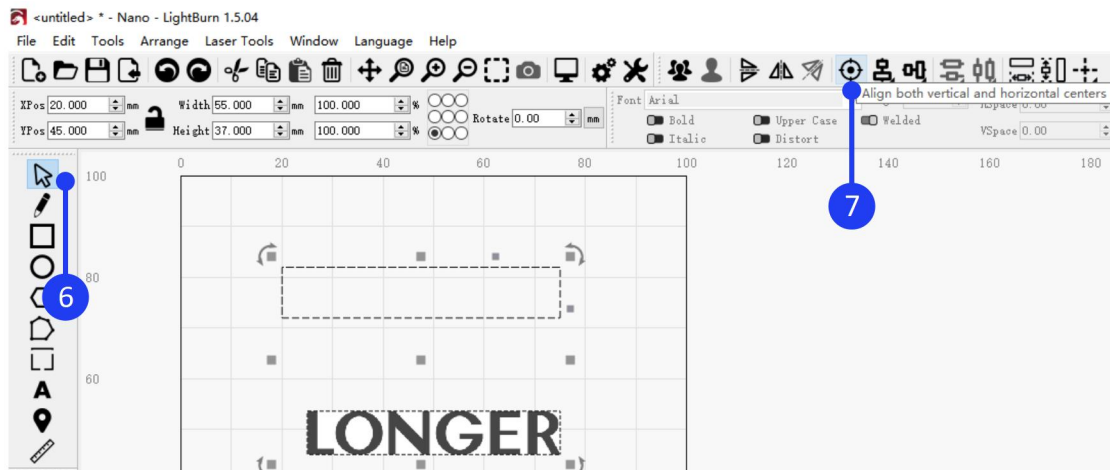 <untitled> * - Nano - LightBurn 1.5.04
File Edit Tools Arrange Laser Tools Window Language Help
XPos 20.000 mm Width 55.000 mm 100.000 % Rotate 0.00 mm Font Arial Align both vertical and horizontal centers
Bold Upper Case Welded
YPos 45.000 mm Height 37.000 mm 100.000 % Italic Distort VSpace 0.00
0 20 40 60 80 100 120 140 160 180
100
7
80
6
60
A
LONGER